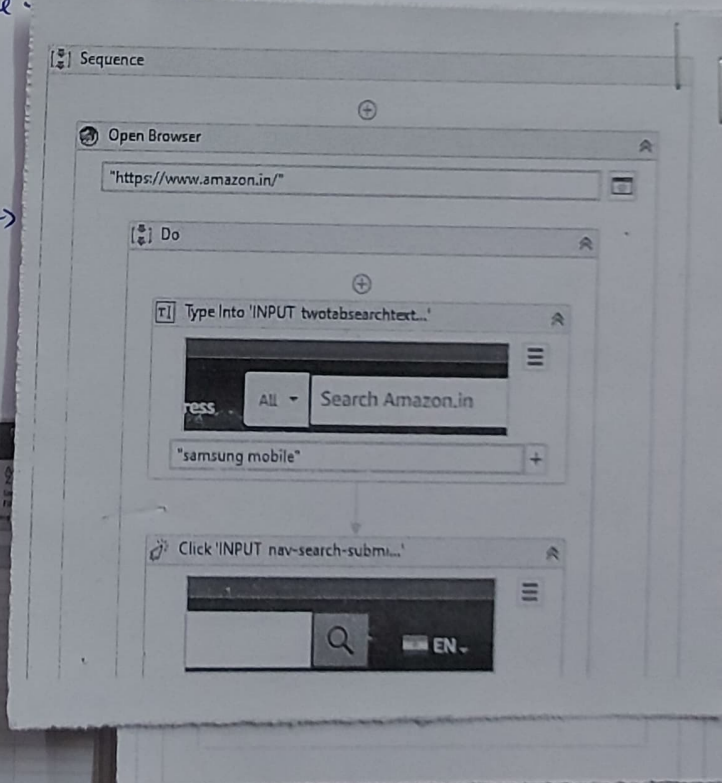 Sequence
Open Browser
"https://www.amazon.in/"
Do
Type Into 'INPUT twotabsearchtext...'
ress
All
Search Amazon.in
"samsung mobile"
Click 'INPUT nav-search-submi...'
EN